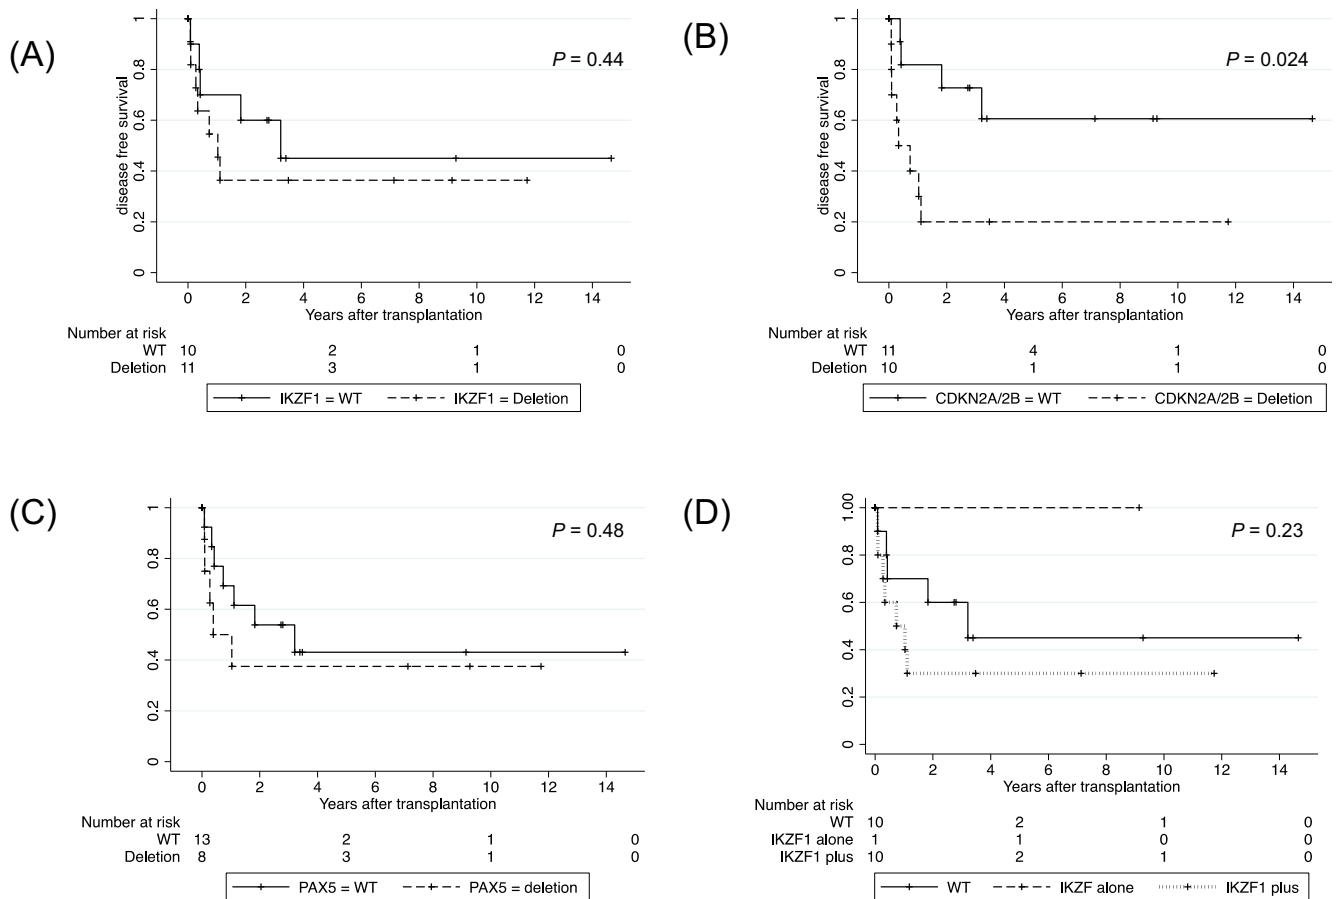 (A)
P = 0.44
disease free survival
1
0.8
0.6
0.4
0.2
0
0 2 4 6 8 10 12 14
Years after transplantation
Number at risk
WT 10 2 1 0
Deletion 11 3 1 0
IKZF1 = WT IKZF1 = Deletion
(B)
P = 0.024
disease free survival
1
0.8
0.6
0.4
0.2
0
0 2 4 6 8 10 12 14
Years after transplantation
Number at risk
WT 11 4 1 0
Deletion 10 1 1 0
CDKN2A/2B = WT CDKN2A/2B = Deletion
(C)
P = 0.48
1
0.8
0.6
0.4
0.2
0
0 2 4 6 8 10 12 14
Years after transplantation
Number at risk
WT 13 2 1 0
Deletion 8 3 1 0
PAX5 = WT PAX5 = deletion
(D)
P = 0.23
1.00
0.8
0.6
0.4
0.2
0
0 2 4 6 8 10 12 14
Years after transplantation
Number at risk
WT 10 2 1 0
IKZF1 alone 1 1 0 0
IKZF1 plus 10 2 1 0
WT IKZF alone IKZF1 plus